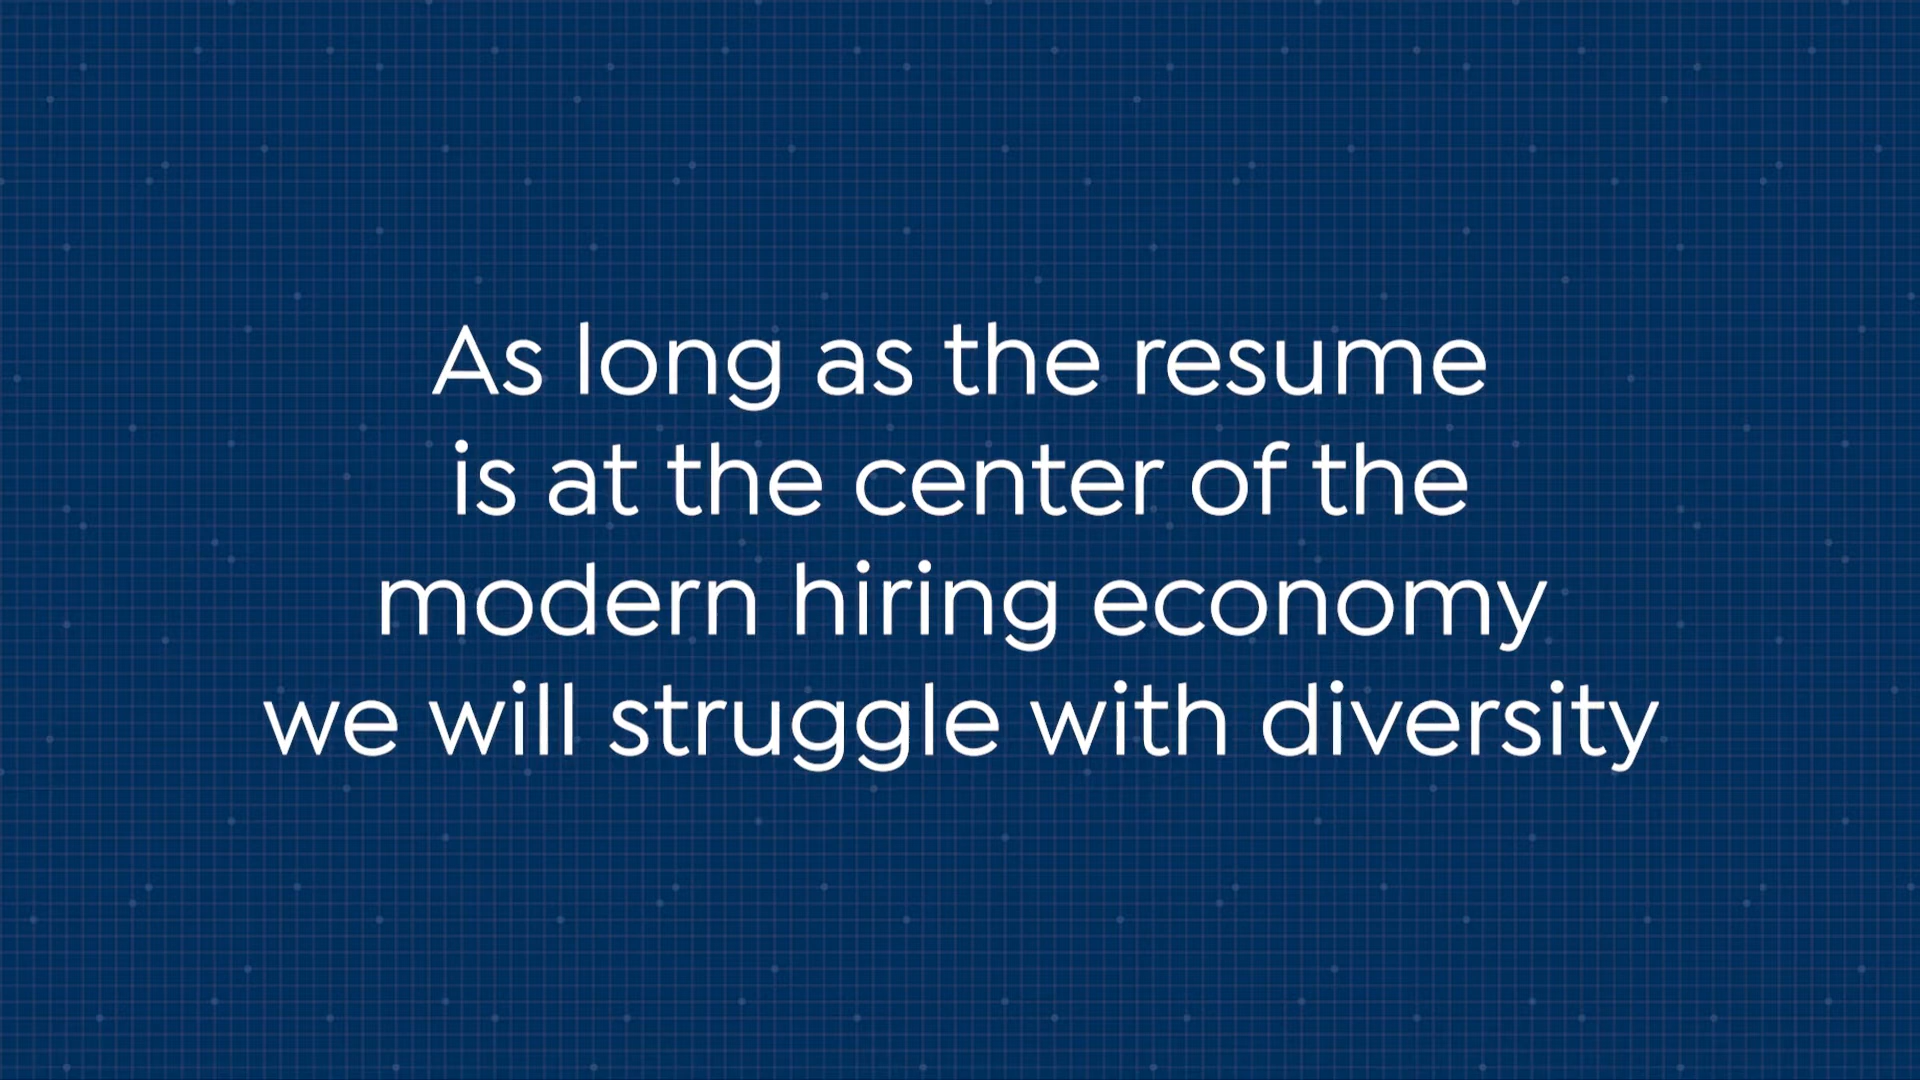 As long as the resume
is at the center of the
modern hiring economy
we will struggle with diversity